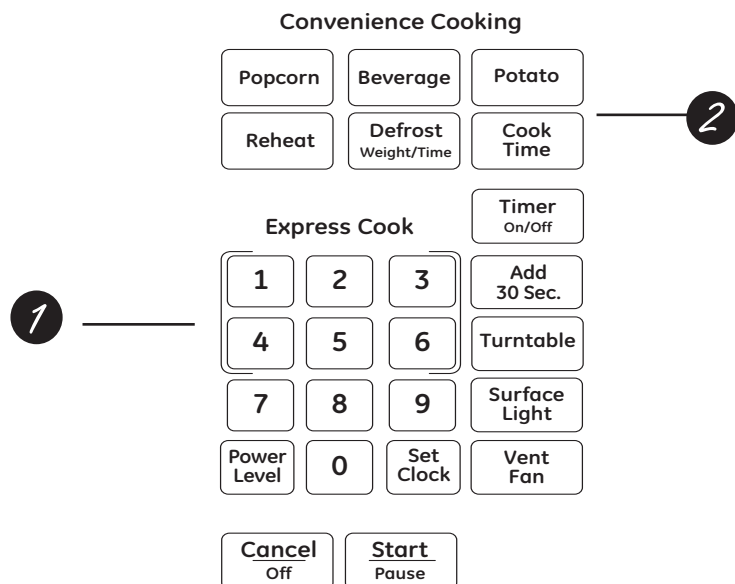 Convenience Cooking
Popcorn
Beverage
Potato
Reheat
Defrost
Weight/Time
Cook
Time
2
Timer
On/Off
Express Cook
1
2
3
Add
30 Sec.
1
4
5
6
Turntable
7
8
9
Surface
Light
Power
Level
0
Set
Clock
Vent
Fan
Cancel
Off
Start
Pause